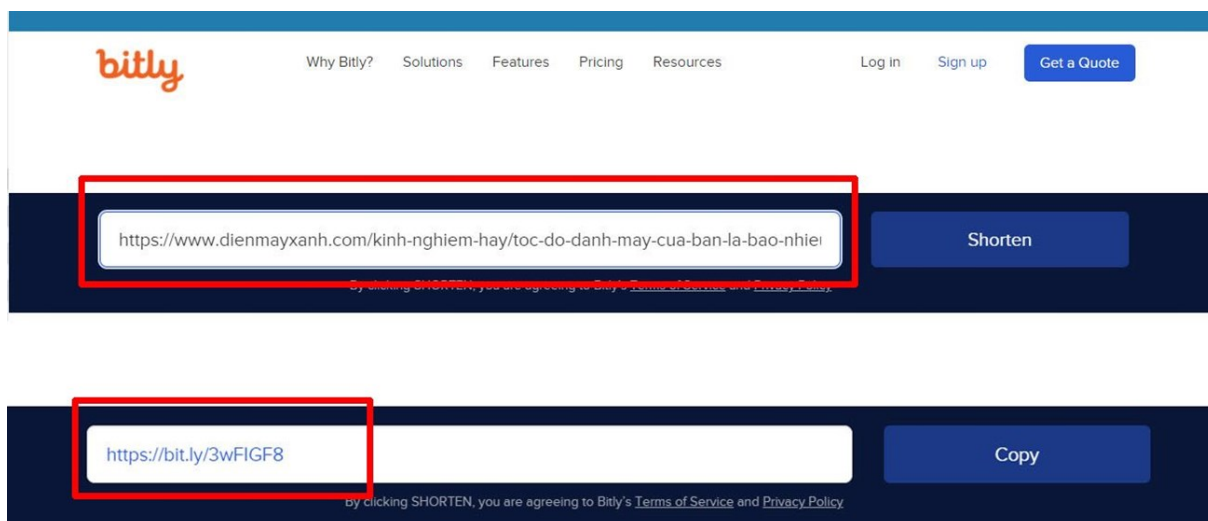 bitly
Why Bitly? Solutions Features Pricing Resources Log in Sign up Get a Quote
https://www.dienmayxanh.com/kinh-nghiem-hay/toc-do-danh-may-cua-ban-la-bao-nhieu Shorten
By clicking SHORTEN, you are agreeing to Bitly's Terms of Service and Privacy Policy
https://bit.ly/3wFIGF8 Copy
By clicking SHORTEN, you are agreeing to Bitly's Terms of Service and Privacy Policy